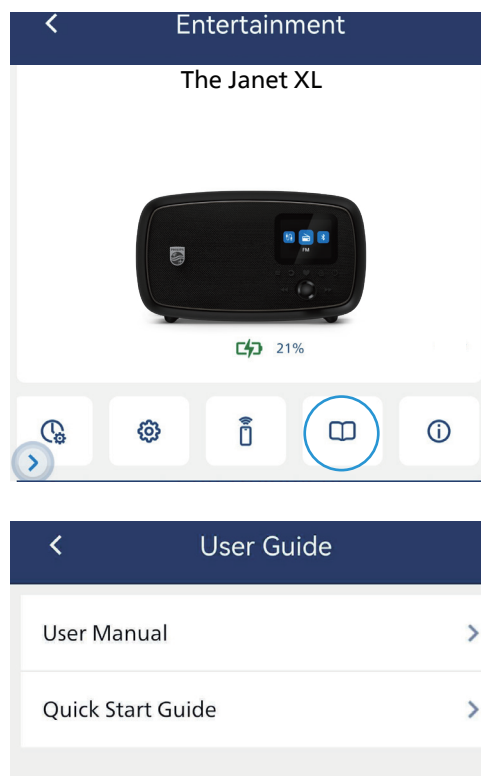 Entertainment
The Janet XL
FM
21%
User Guide
User Manual
Quick Start Guide